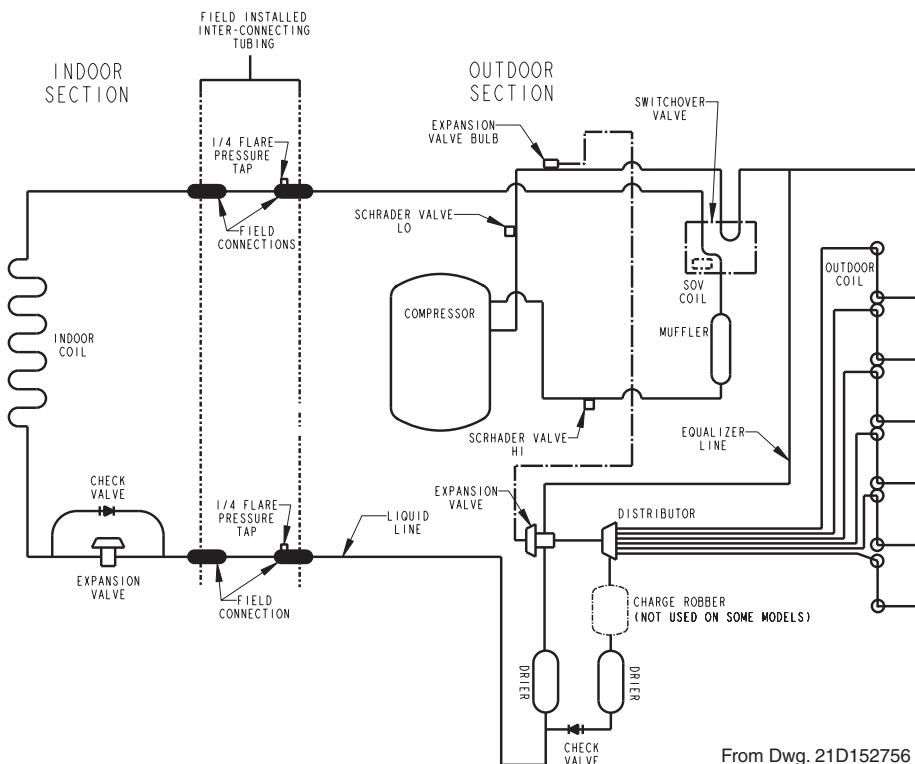 FIELD INSTALLED
INTER-CONNECTING
TUBING
INDOOR
SECTION
OUTDOOR
SECTION
SWITCHOVER
VALVE
EXPANSION
VALVE BULB
1/4 FLARE
PRESSURE
TAP
FIELD
CONNECTIONS
SCHRADER VALVE
LO
SOV
COIL
OUTDOOR
COIL
COMPRESSOR
MUFFLER
INDOOR
COIL
SCRHADER VALVE
HI
EQUALIZER
LINE
CHECK
VALVE
1/4 FLARE
PRESSURE
TAP
LIQUID
LINE
EXPANSION
VALVE
DISTRIBUTOR
EXPANSION
VALVE
FIELD
CONNECTION
CHARGE ROBBER
(NOT USED ON SOME MODELS)
DRIER
DRIER
CHECK
VALVE
From Dwg. 21D152756